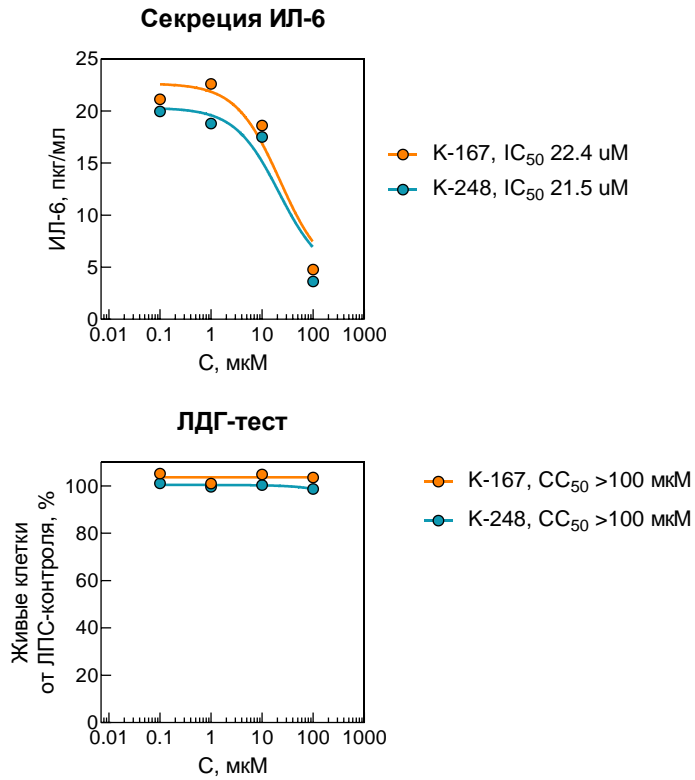 Секреция ИЛ-6
ИЛ-6, пкг/мл
25
20
15
10
5
0
0.01 0.1 1 10 100 1000
С, мкМ
K-167, IC50 22.4 uM
K-248, IC50 21.5 uM
ЛДГ-тест
Живые клетки
от ЛПС-контроля, %
100
80
60
40
20
0
0.01 0.1 1 10 100 1000
С, мкМ
K-167, CC50 >100 мкМ
K-248, CC50 >100 мкМ